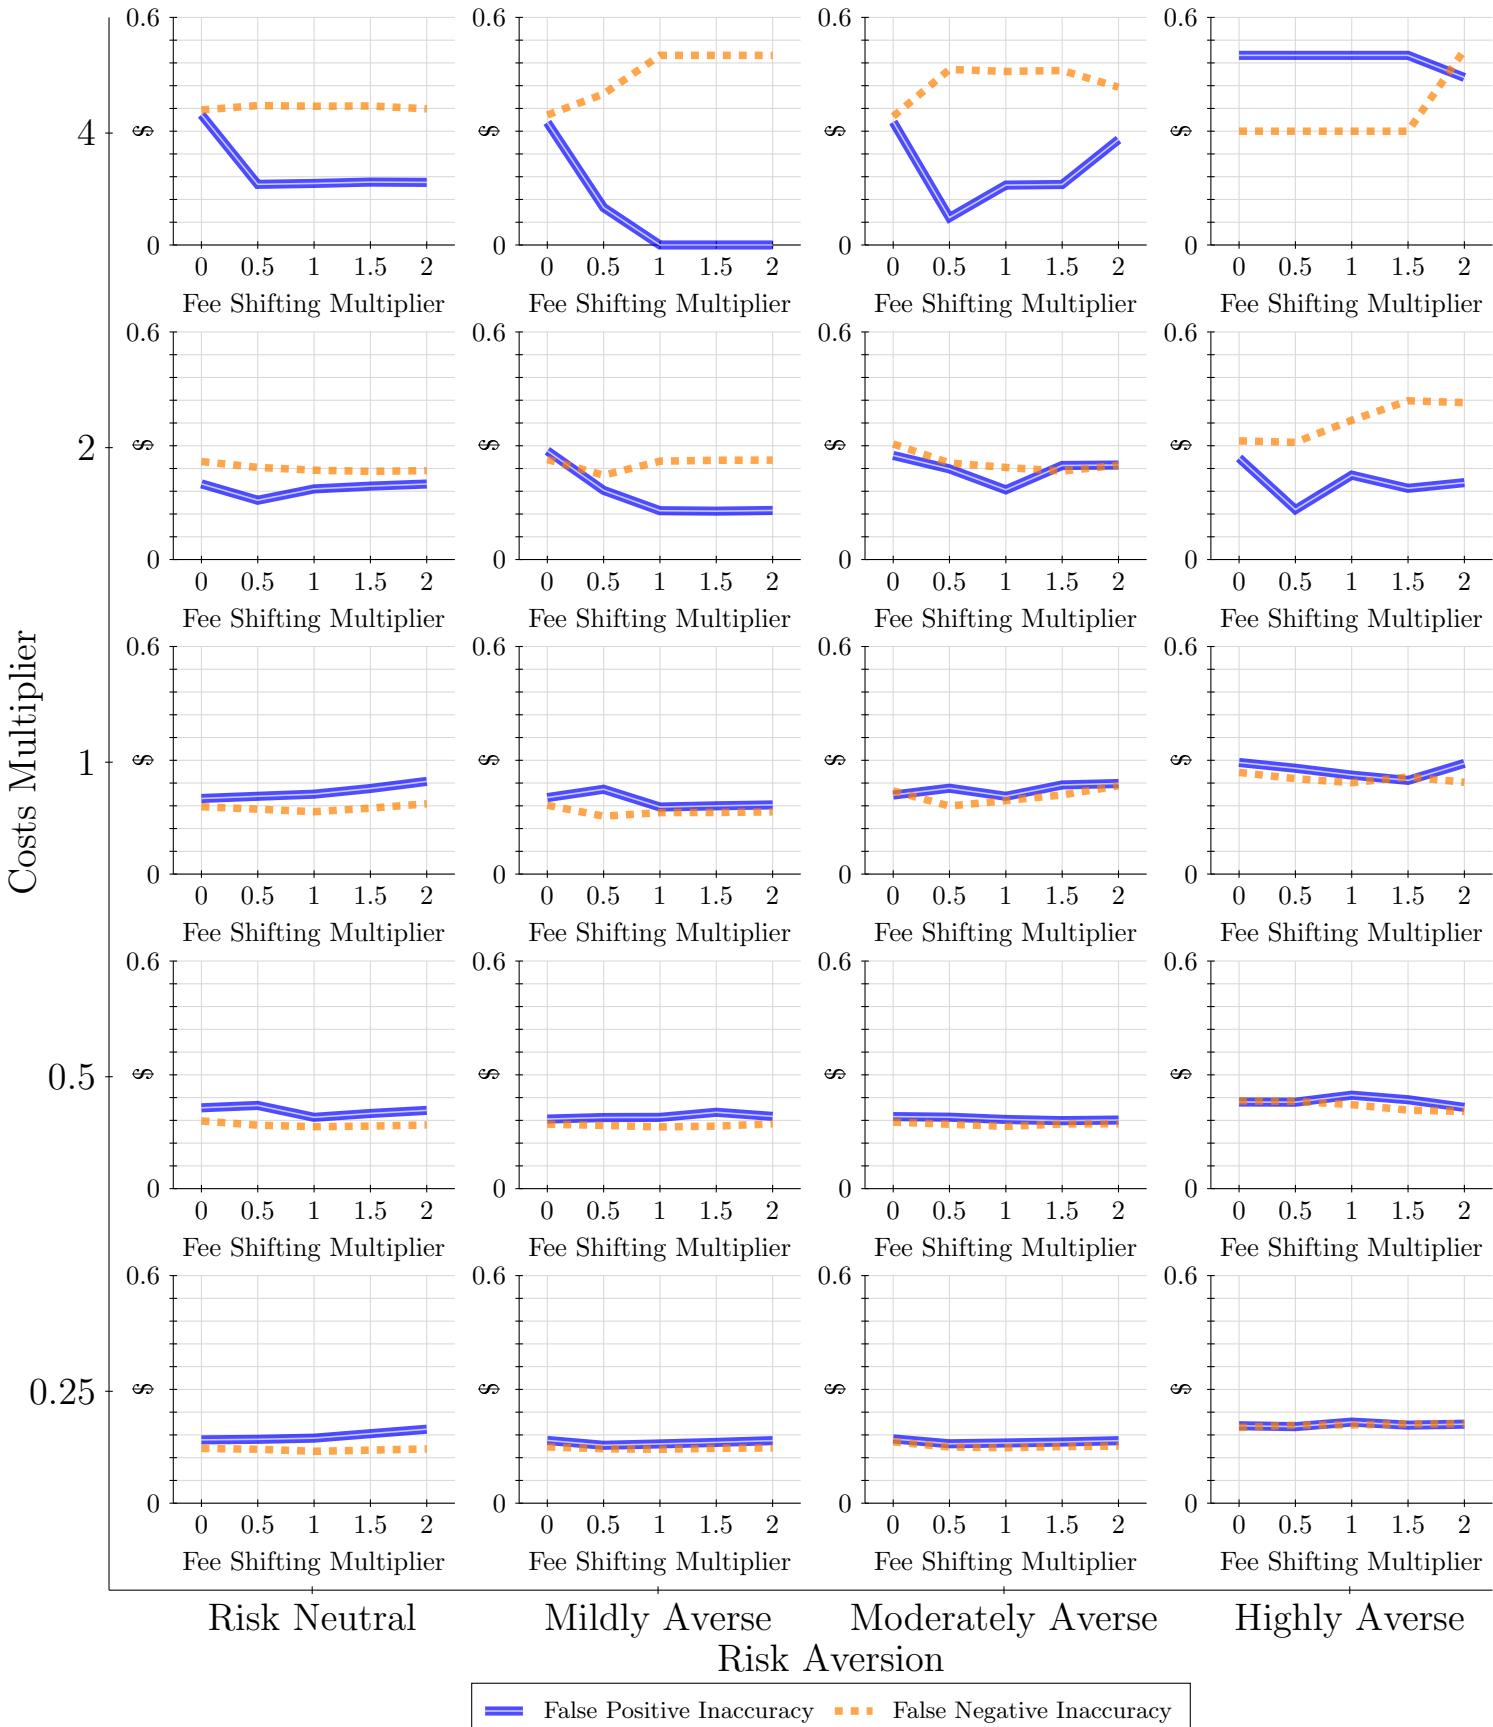 Costs Multiplier
4
0.6
$
0
0 0.5 1 1.5 2
Fee Shifting Multiplier
0.6
$
0
0 0.5 1 1.5 2
Fee Shifting Multiplier
0.6
$
0
0 0.5 1 1.5 2
Fee Shifting Multiplier
0.6
$
0
0 0.5 1 1.5 2
Fee Shifting Multiplier
2
0.6
$
0
0 0.5 1 1.5 2
Fee Shifting Multiplier
0.6
$
0
0 0.5 1 1.5 2
Fee Shifting Multiplier
0.6
$
0
0 0.5 1 1.5 2
Fee Shifting Multiplier
0.6
$
0
0 0.5 1 1.5 2
Fee Shifting Multiplier
1
0.6
$
0
0 0.5 1 1.5 2
Fee Shifting Multiplier
0.6
$
0
0 0.5 1 1.5 2
Fee Shifting Multiplier
0.6
$
0
0 0.5 1 1.5 2
Fee Shifting Multiplier
0.6
$
0
0 0.5 1 1.5 2
Fee Shifting Multiplier
0.5
0.6
$
0
0 0.5 1 1.5 2
Fee Shifting Multiplier
0.6
$
0
0 0.5 1 1.5 2
Fee Shifting Multiplier
0.6
$
0
0 0.5 1 1.5 2
Fee Shifting Multiplier
0.6
$
0
0 0.5 1 1.5 2
Fee Shifting Multiplier
0.25
0.6
$
0
0 0.5 1 1.5 2
Fee Shifting Multiplier
0.6
$
0
0 0.5 1 1.5 2
Fee Shifting Multiplier
0.6
$
0
0 0.5 1 1.5 2
Fee Shifting Multiplier
0.6
$
0
0 0.5 1 1.5 2
Fee Shifting Multiplier
Risk Neutral Mildly Averse Moderately Averse Highly Averse
Risk Aversion
False Positive Inaccuracy False Negative Inaccuracy